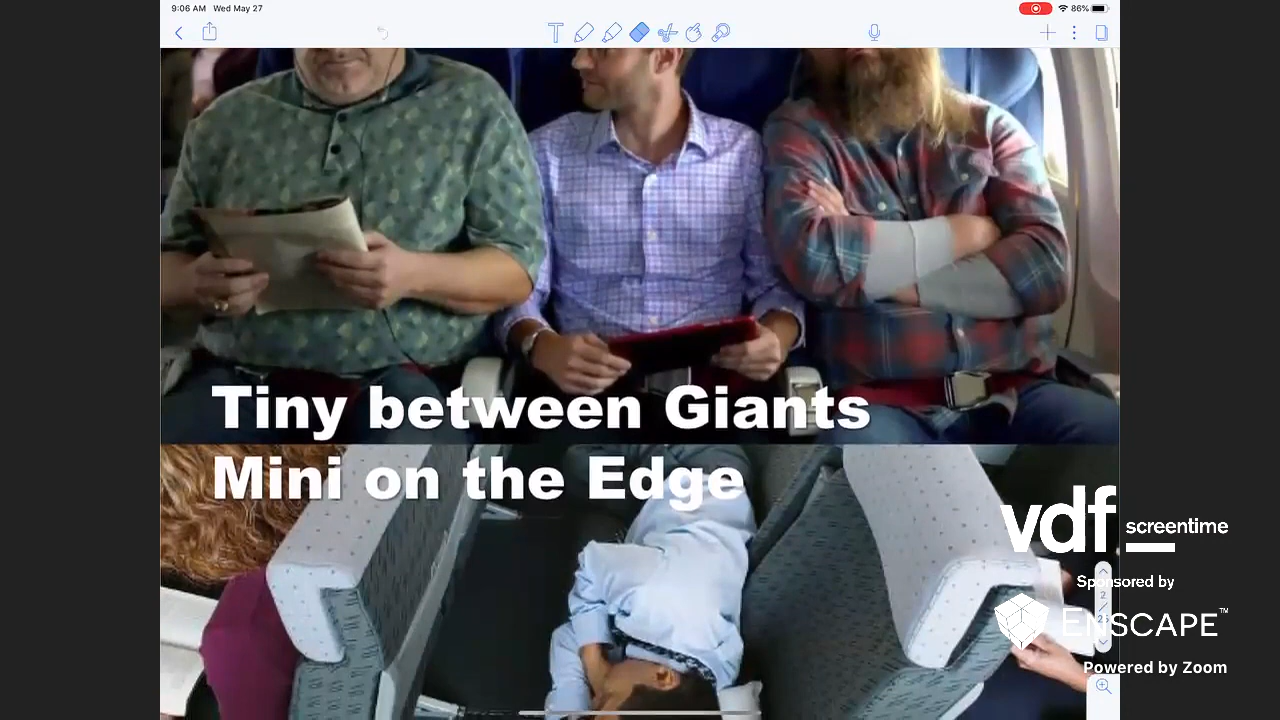 9:06 AM Wed May 27
86%
Tiny between Giants
Mini on the Edge
vdf screentime
Sponsored by
2
ENSCAPE™
Powered by Zoom